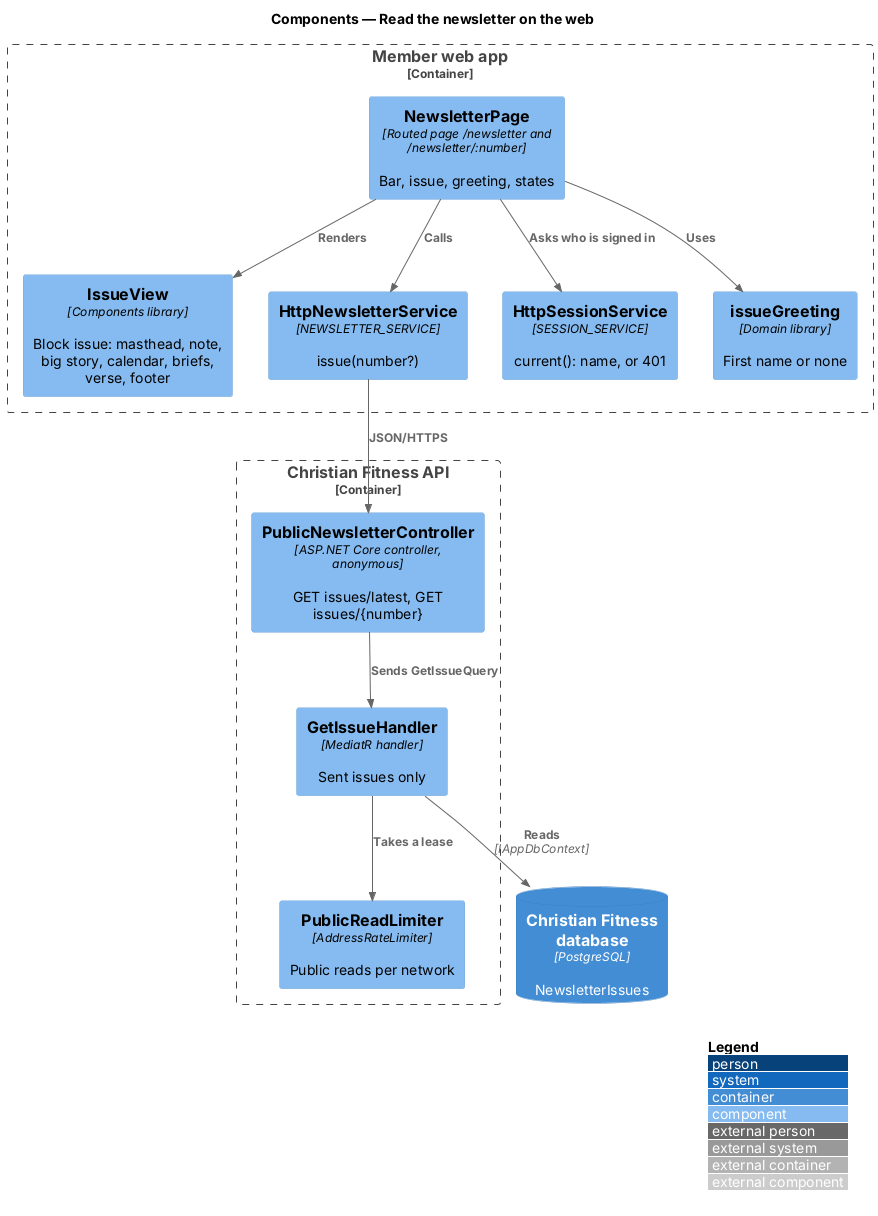 Components — Read the newsletter on the web
Member web app
[Container]
NewsletterPage
[Routed page /newsletter and
/newsletter/:number]
Bar, issue, greeting, states
Renders
Calls
Asks who is signed in
Uses
IssueView
[Components library]
Block issue: masthead, note,
big story, calendar, briefs,
verse, footer
HttpNewsletterService
[NEWSLETTER_SERVICE]
issue(number?)
HttpSessionService
[SESSION_SERVICE]
current(): name, or 401
issueGreeting
[Domain library]
First name or none
JSON/HTTPS
Christian Fitness API
[Container]
PublicNewsletterController
[ASP.NET Core controller,
anonymous]
GET issues/latest, GET
issues/{number}
Sends GetIssueQuery
GetIssueHandler
[MediatR handler]
Sent issues only
Takes a lease
Reads
[IAppDbContext]
PublicReadLimiter
[AddressRateLimiter]
Public reads per network
Christian Fitness
database
[PostgreSQL]
NewsletterIssues
Legend
person
system
container
component
external person
external system
external container
external component